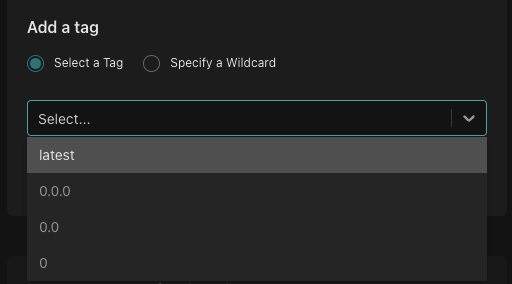 Add a tag
Select a Tag Specify a Wildcard
Select...
latest
0.0.0
0.0
0